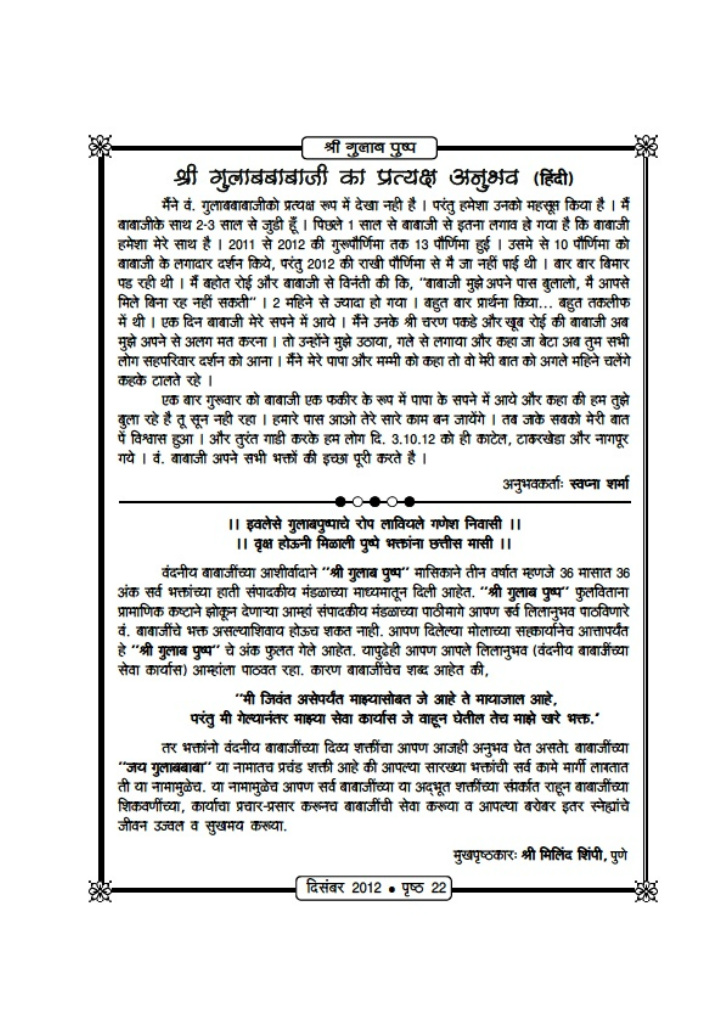 श्री गुलाब पुष्प
श्री गुलाबबाबाजी का प्रत्यक्ष अनुभव (हिंदी)
मैंने वं. गुलाबबाबाजीको प्रत्यक्ष रूप में देखा नही है । परंतु हमेशा उनको महसूस किया है । मैं
बाबाजीके साथ 2-3 साल से जुडी हूँ । पिछले 1 साल से बाबाजी से इतना लगाव हो गया है कि बाबाजी
हमेशा मेरे साथ है । 2011 से 2012 की गुरूपौर्णिमा तक 13 पौर्णिमा हुई । उसमे से 10 पौर्णिमा को
बाबाजी के लगादार दर्शन किये, परंतु 2012 की राखी पौर्णिमा से मै जा नहीं पाई थी । बार बार बिमार
पड रही थी । मैं बहोत रोई और बाबाजी से विनंती की कि, “बाबाजी मुझे अपने पास बुलालो, मै आपसे
मिले बिना रह नहीं सकती” । 2 महिने से ज्यादा हो गया । बहुत बार प्रार्थना किया... बहुत तकलीफ
में थी । एक दिन बाबाजी मेरे सपने में आये । मैंने उनके श्री चरण पकडे और खूब रोई की बाबाजी अब
मुझे अपने से अलग मत करना । तो उन्होंने मुझे उठाया, गले से लगाया और कहा जा बेटा अब तुम सभी
लोग सहपरिवार दर्शन को आना । मैंने मेरे पापा और मम्मी को कहा तो वो मेरी बात को अगले महिने चलेंगे
कहके टालते रहे ।
एक बार गुरूवार को बाबाजी एक फकीर के रूप में पापा के सपने में आये और कहा की हम तुझे
बुला रहे है तू सून नही रहा । हमारे पास आओ तेरे सारे काम बन जायेंगे । तब जाके सबको मेरी बात
पें विश्वास हुआ । और तुरंत गाडी करके हम लोग दि. 3.10.12 को ही काटेल, टाकरखेडा और नागपूर
गये । वं. बाबाजी अपने सभी भक्तों की इच्छा पूरी करते है ।
अनुभवकर्ताः स्वप्ना शर्मा
।। इवलेसे गुलाबपुष्पाचे रोप लावियले गणेश निवासी ।।
।। वृक्ष होऊनी मिळाली पुष्पे भक्तांना छत्तीस मासी ।।
वंदनीय बाबाजींच्या आशीर्वादाने “श्री गुलाब पुष्प” मासिकाने तीन वर्षात म्हणजे 36 मासात 36
अंक सर्व भक्तांच्या हाती संपादकीय मंडळाच्या माध्यमातून दिली आहेत. “श्री गुलाब पुष्प” फुलविताना
प्रामाणिक कष्टाने झोकून देणाऱ्या आम्हां संपादकीय मंडळाच्या पाठीमागे आपण सर्व लिलानुभव पाठविणारे
वं. बाबाजींचे भक्त असल्याशिवाय होऊच शकत नाही. आपण दिलेल्या मोलाच्या सहकार्यानेच आत्तापर्यंत
हे “श्री गुलाब पुष्प” चे अंक फुलत गेले आहेत. यापुढेही आपण आपले लिलानुभव (वंदनीय बाबाजींच्या
सेवा कार्यास) आम्हांला पाठवत रहा. कारण बाबाजींचेच शब्द आहेत की,
“मी जिवंत असेपर्यंत माझ्यासोबत जे आहे ते मायाजाल आहे,
परंतु मी गेल्यानंतर माझ्या सेवा कार्यास जे वाहून घेतील तेच माझे खरे भक्त.”
तर भक्तांनो वंदनीय बाबाजींच्या दिव्य शक्तींचा आपण आजही अनुभव घेत असतो. बाबाजींच्या
“जय गुलाबबाबा” या नामातच प्रचंड शक्ती आहे की आपल्या सारख्या भक्तांची सर्व कामे मार्गी लागतात
ती या नामामुळेच. या नामामुळेच आपण सर्व बाबाजींच्या या अद्‌भूत शक्तींच्या संपर्कात राहून बाबाजींच्या
शिकवणींच्या, कार्याचा प्रचार-प्रसार करूनच बाबाजींची सेवा करूया व आपल्या बरोबर इतर स्नेह्यांचे
जीवन उज्वल व सुखमय करूया.
मुखपृष्ठकारः श्री मिलिंद शिंपी, पुणे
दिसंबर 2012 • पृष्ठ 22